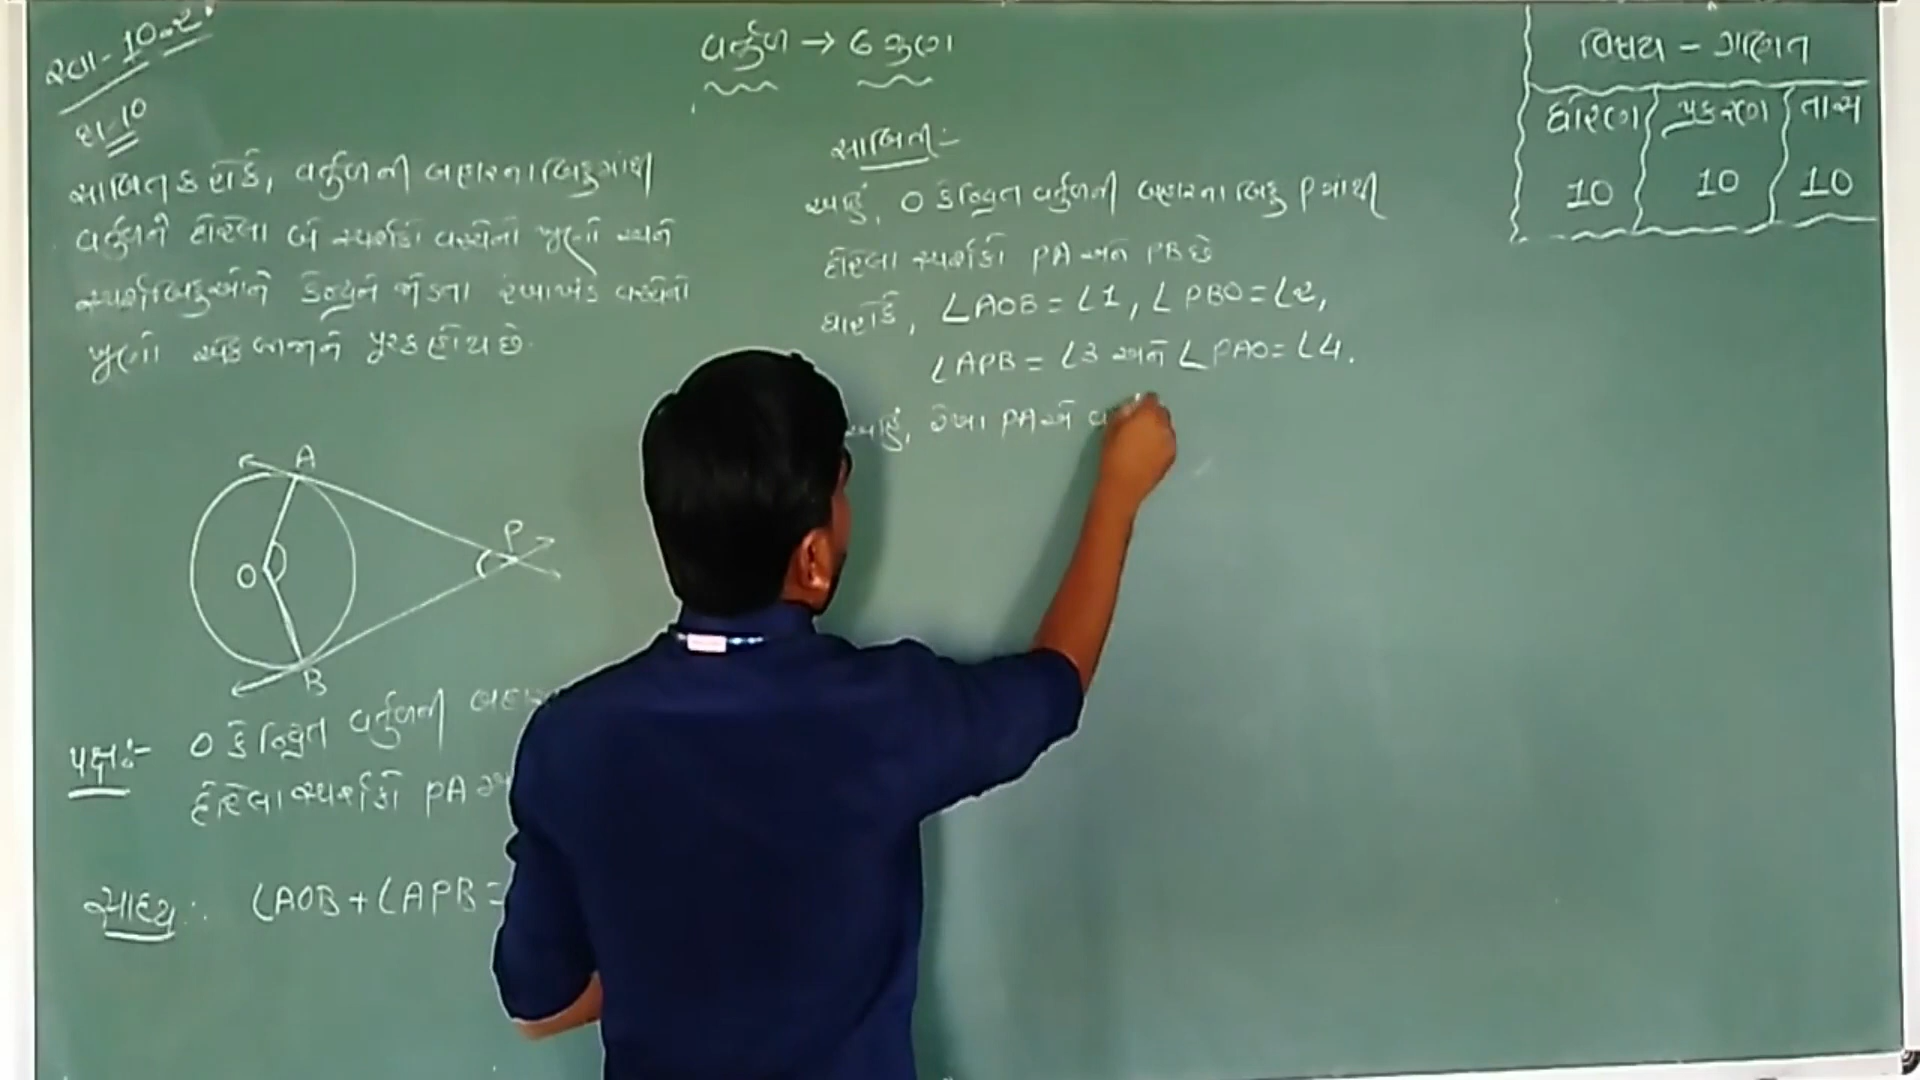 સ્વા-10.2
દા-10
સાબિત કરો કે, વર્તુળની બહારના બિંદુમાંથી
વર્તુળને દોરેલા બે સ્પર્શકો વચ્ચેનો ખૂણો અને
સ્પર્શબિંદુઓને કેન્દ્રને જોડતા રેખાખંડ વચ્ચેનો
ખૂણો એકબીજાને પૂરક હોય છે.
A
P
O
B
પક્ષ:- O કેન્દ્રિત વર્તુળની
દોરેલા સ્પર્શકો PA
સાધ્ય: ∠AOB + ∠APB =
વર્તુળ →
સાબિતી:-
અહીં, O કેન્દ્રિત વર્તુળની બહારના બિંદુ P માંથી
દોરેલા સ્પર્શકો PA અને PB છે
ધારો કે, ∠AOB = ∠1, ∠PBO = ∠2,
∠APB = ∠3 અને ∠PAO = ∠4.
અહીં, રેખા PA એ
વિષય - ગણિત
ધોરણ પ્રકરણ તાસ
10 10 10